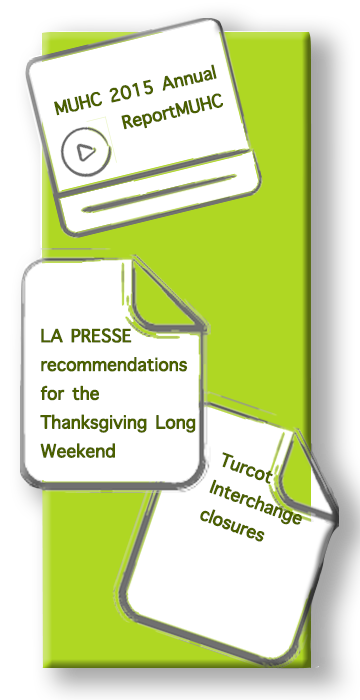 MUHC 2015 Annual
ReportMUHC
LA PRESSE
recommendations
for the
Thanksgiving Long
Weekend
Turcot
Interchange
closures